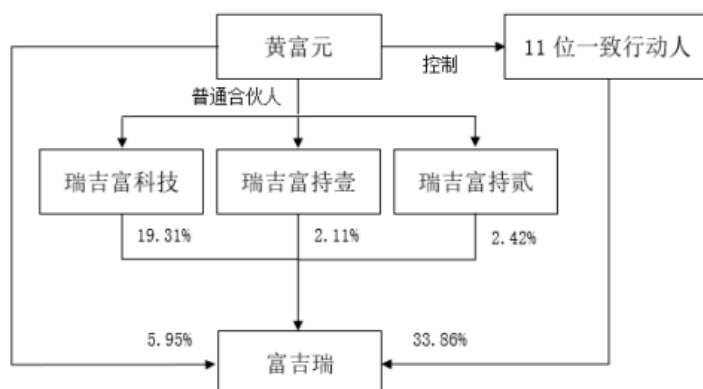 黄富元
11 位一致行动人
控制
普通合伙人
瑞吉富科技
瑞吉富持壹
瑞吉富持贰
19.31%
2.11%
2.42%
5.95%
33.86%
富吉瑞